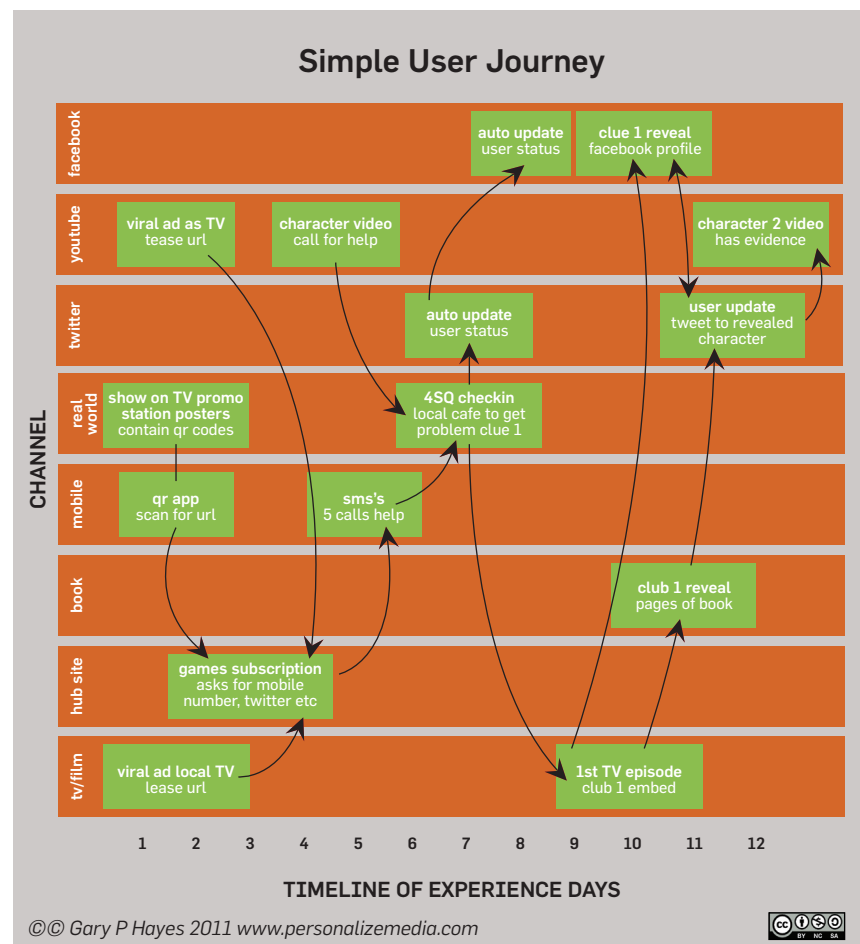 Simple User Journey
CHANNEL
facebook
auto update
user status
clue 1 reveal
facebook profile
youtube
viral ad as TV
tease url
character video
call for help
character 2 video
has evidence
twitter
auto update
user status
user update
tweet to revealed
character
real
world
show on TV promo
station posters
contain qr codes
4SQ checkin
local cafe to get
problem clue 1
mobile
qr app
scan for url
sms's
5 calls help
book
club 1 reveal
pages of book
hub site
games subscription
asks for mobile
number, twitter etc
tv/film
viral ad local TV
lease url
1st TV episode
club 1 embed
1 2 3 4 5 6 7 8 9 10 11 12
TIMELINE OF EXPERIENCE DAYS
©© Gary P Hayes 2011 www.personalizemedia.com
cc
BY NC SA